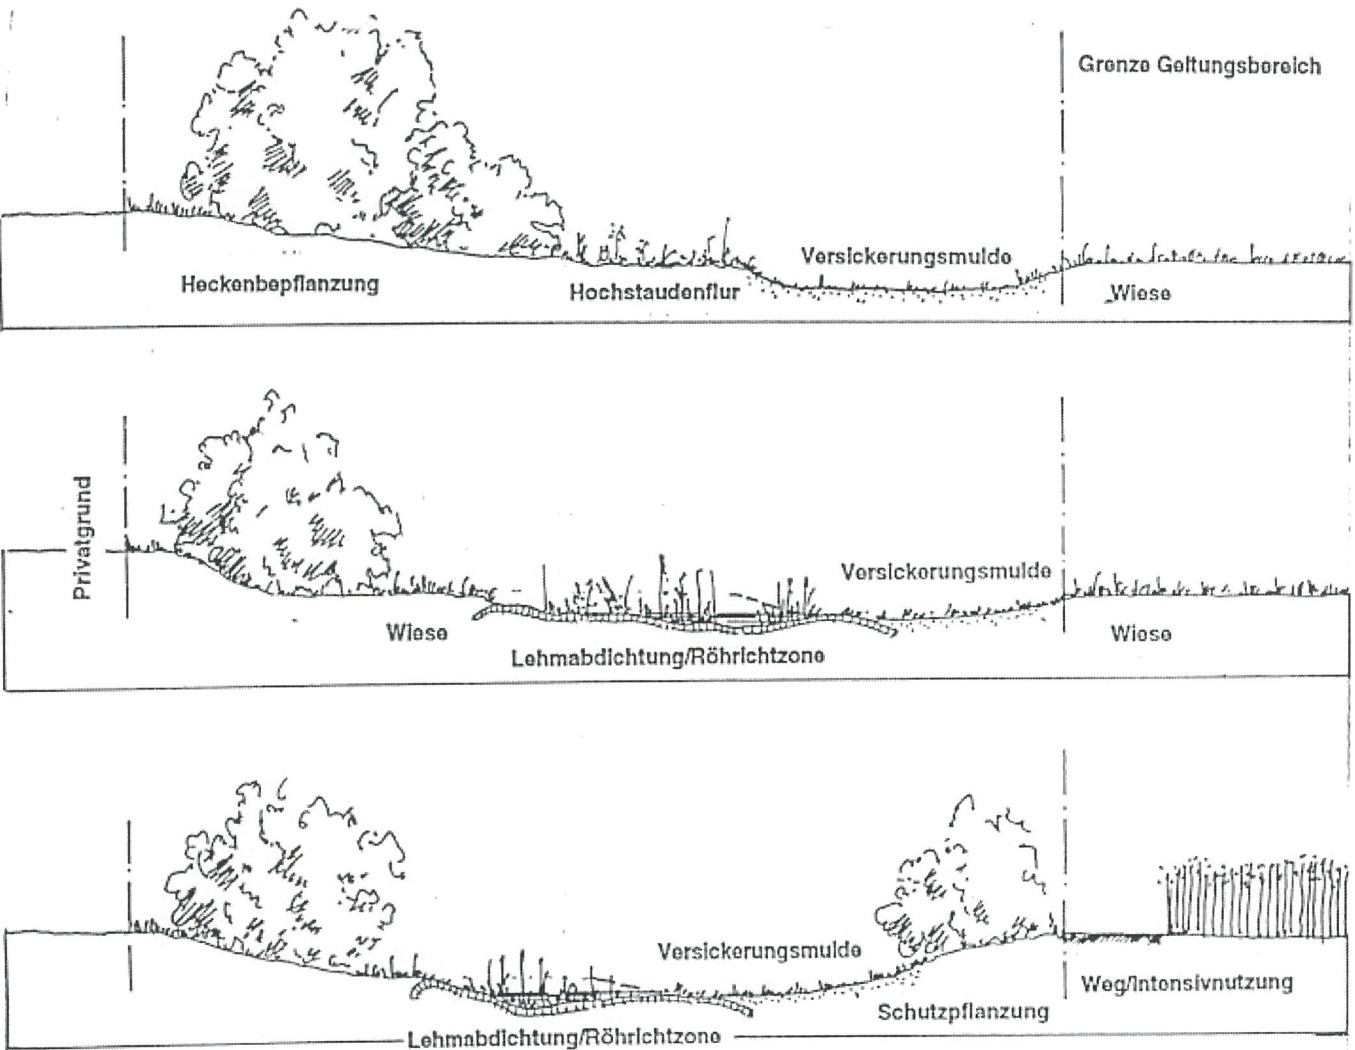 Grenze Geltungsbereich
Versickerungsmulde
Heckenbepflanzung
Hochstaudenflur
Wiese
Privatgrund
Versickerungsmulde
Wiese
Wiese
Lehmabdichtung/Röhrichtzone
Versickerungsmulde
Weg/Intensivnutzung
Schutzpflanzung
Lehmabdichtung/Röhrichtzone